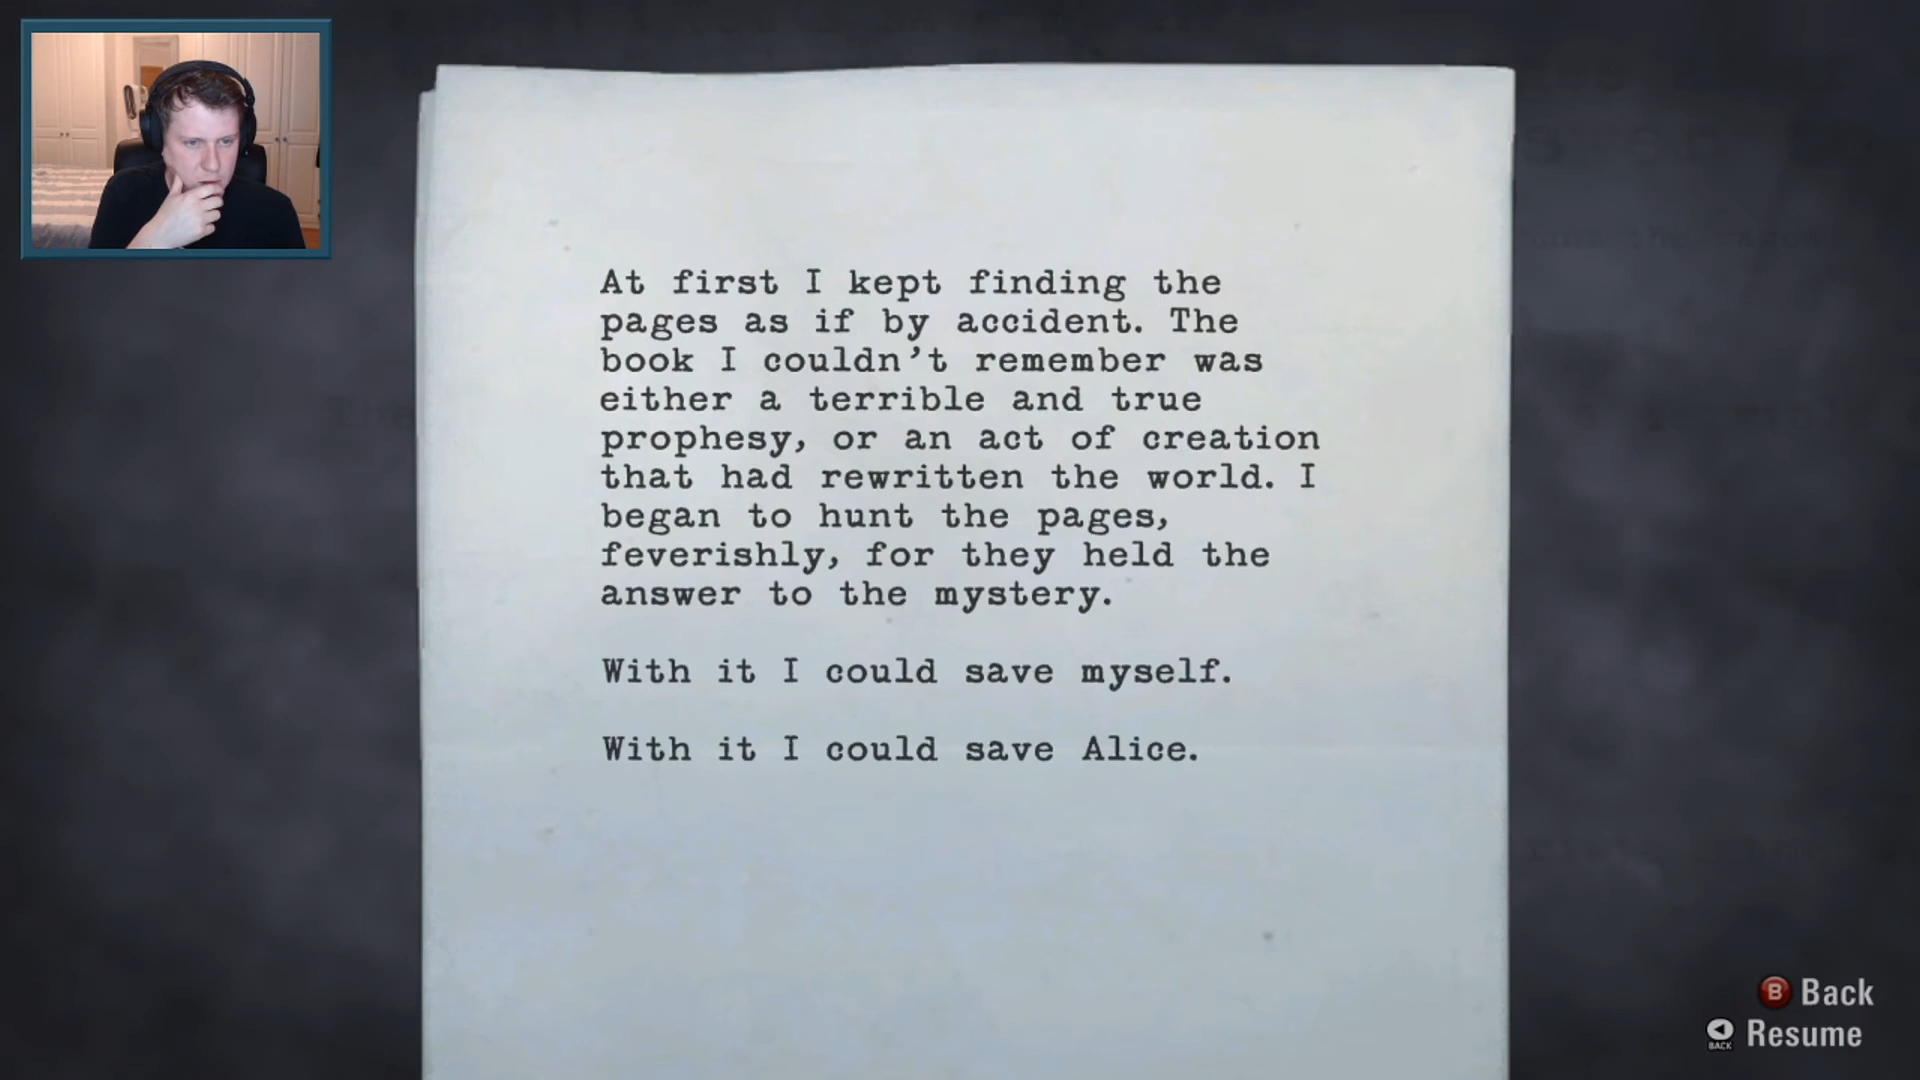 At first I kept finding the
pages as if by accident. The
book I couldn't remember was
either a terrible and true
prophesy, or an act of creation
that had rewritten the world. I
began to hunt the pages,
feverishly, for they held the
answer to the mystery.
With it I could save myself.
With it I could save Alice.
B Back
BACK Resume